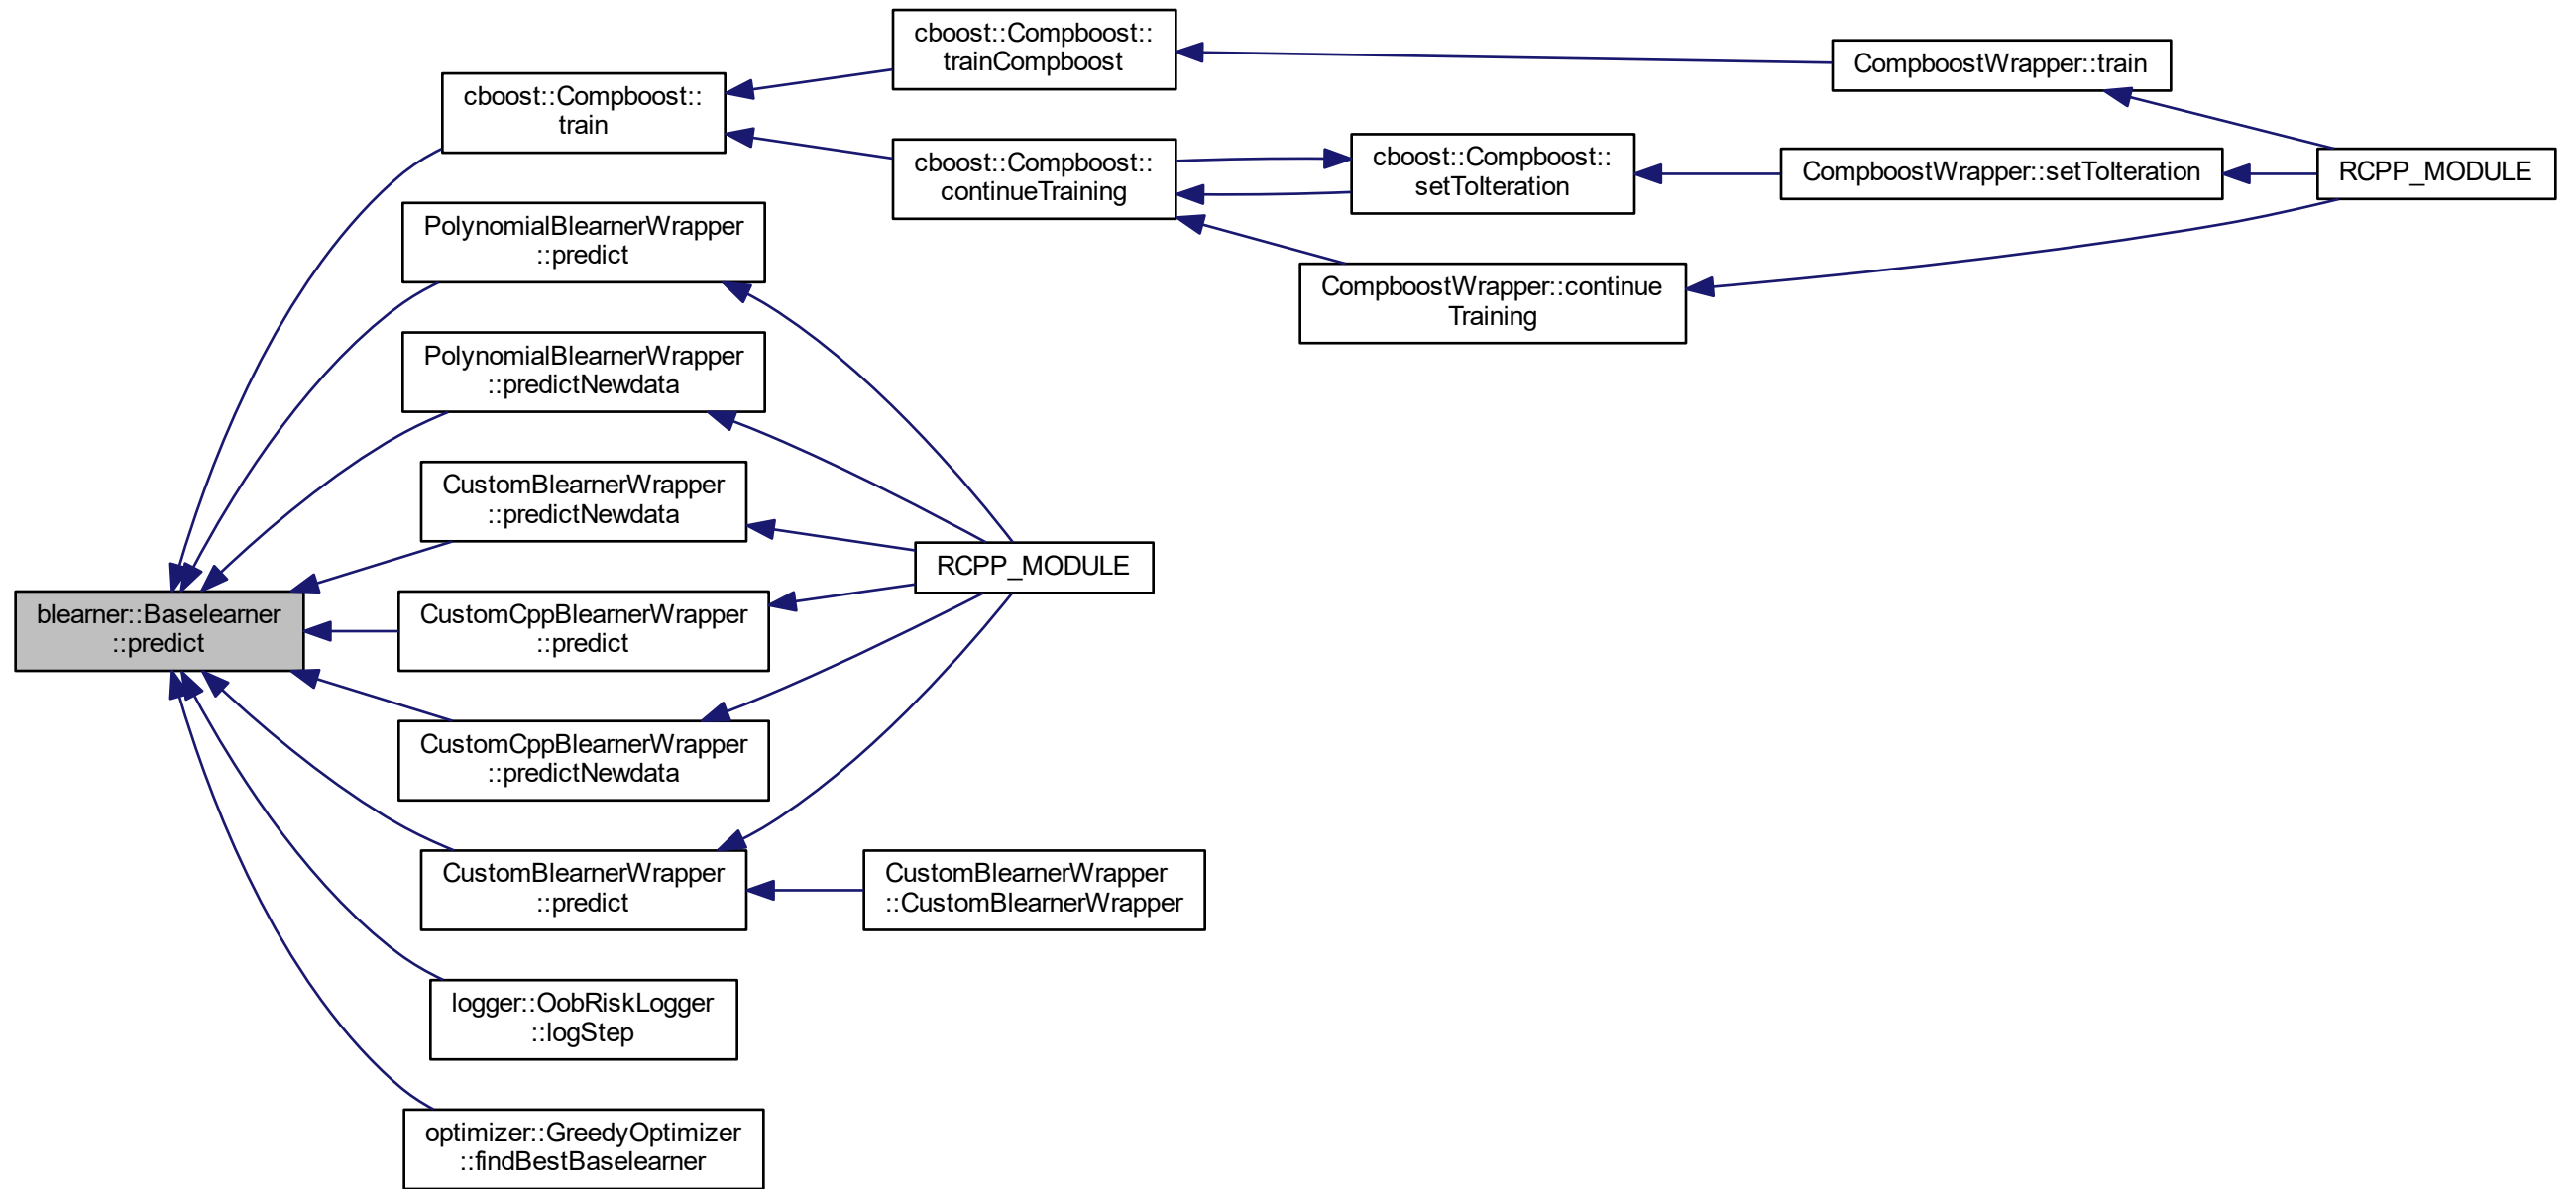 cboost::Compboost::
trainCompboost
CompboostWrapper::train
cboost::Compboost::
train
cboost::Compboost::
continueTraining
cboost::Compboost::
setToIteration
CompboostWrapper::setToIteration
RCPP_MODULE
PolynomialBlearnerWrapper
::predict
CompboostWrapper::continue
Training
PolynomialBlearnerWrapper
::predictNewdata
CustomBlearnerWrapper
::predictNewdata
RCPP_MODULE
blearner::Baselearner
::predict
CustomCppBlearnerWrapper
::predict
CustomCppBlearnerWrapper
::predictNewdata
CustomBlearnerWrapper
::predict
CustomBlearnerWrapper
::CustomBlearnerWrapper
logger::OobRiskLogger
::logStep
optimizer::GreedyOptimizer
::findBestBaselearner